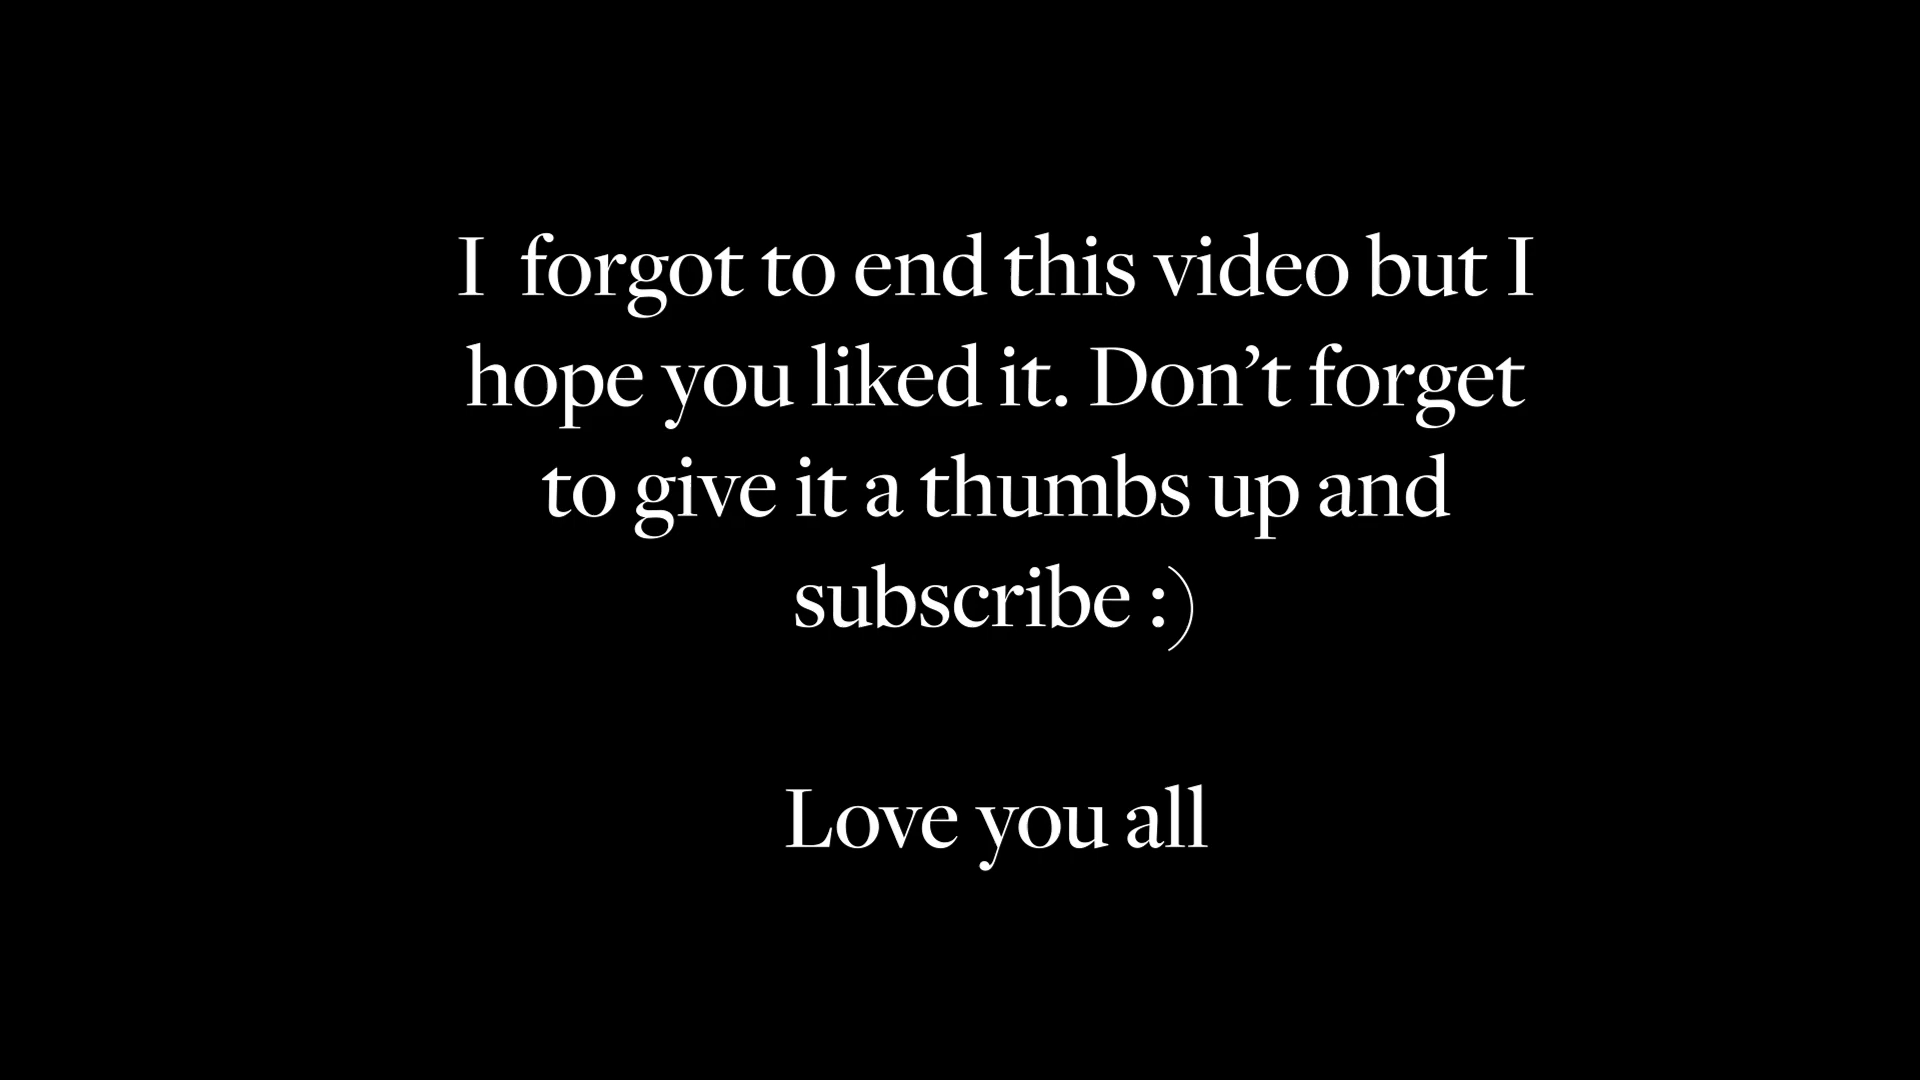 I  forgot to end this video but I
hope you liked it. Don’t forget
to give it a thumbs up and
subscribe :)
Love you all